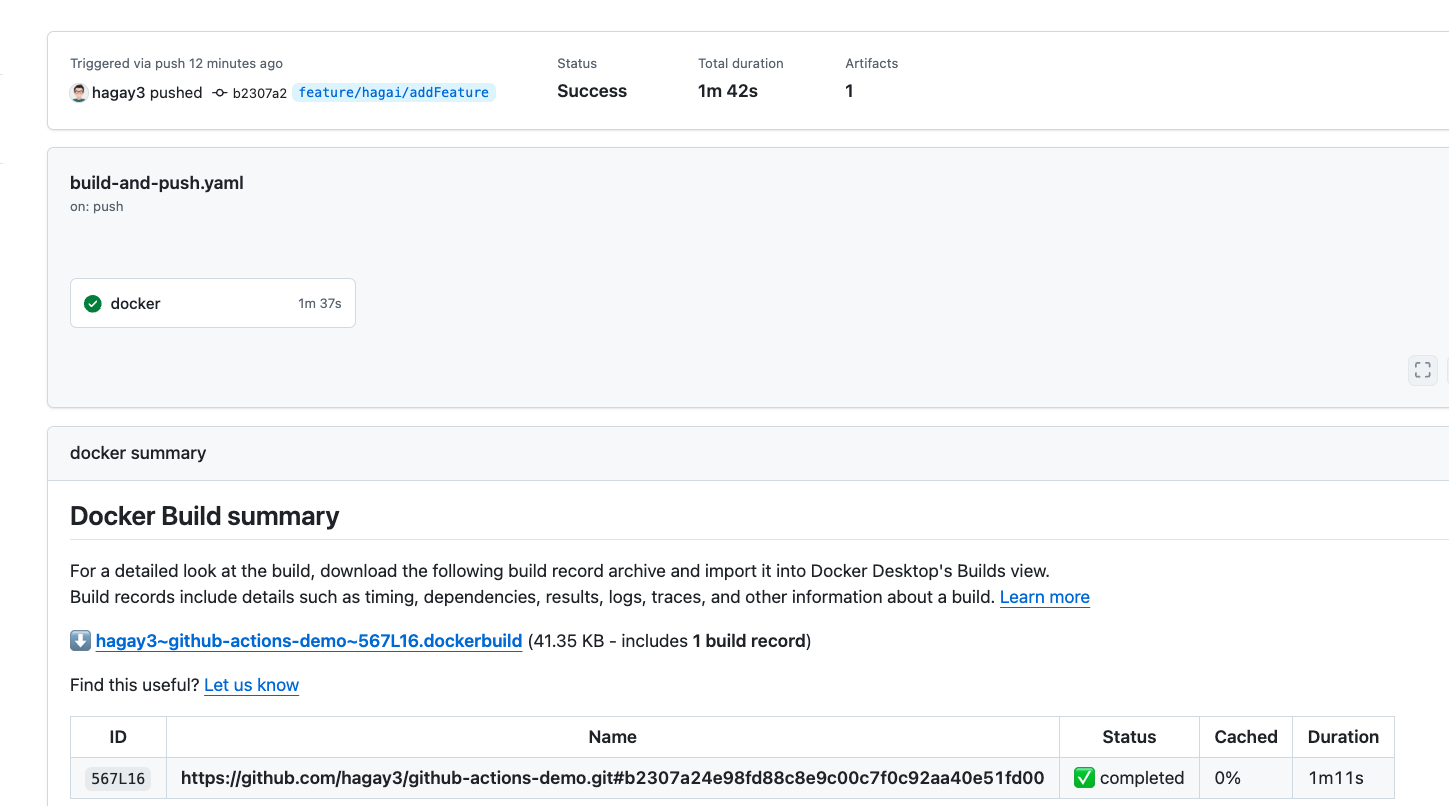 Triggered via push 12 minutes ago
hagay3 pushed b2307a2 feature/hagai/addFeature
Status
Success
Total duration
1m 42s
Artifacts
1
build-and-push.yaml
on: push
docker 1m 37s
docker summary
Docker Build summary
For a detailed look at the build, download the following build record archive and import it into Docker Desktop's Builds view.
Build records include details such as timing, dependencies, results, logs, traces, and other information about a build. Learn more
hagay3~github-actions-demo~567L16.dockerbuild (41.35 KB - includes 1 build record)
Find this useful? Let us know
ID Name Status Cached Duration
567L16 https://github.com/hagay3/github-actions-demo.git#b2307a24e98fd88c8e9c00c7f0c92aa40e51fd00 completed 0% 1m11s